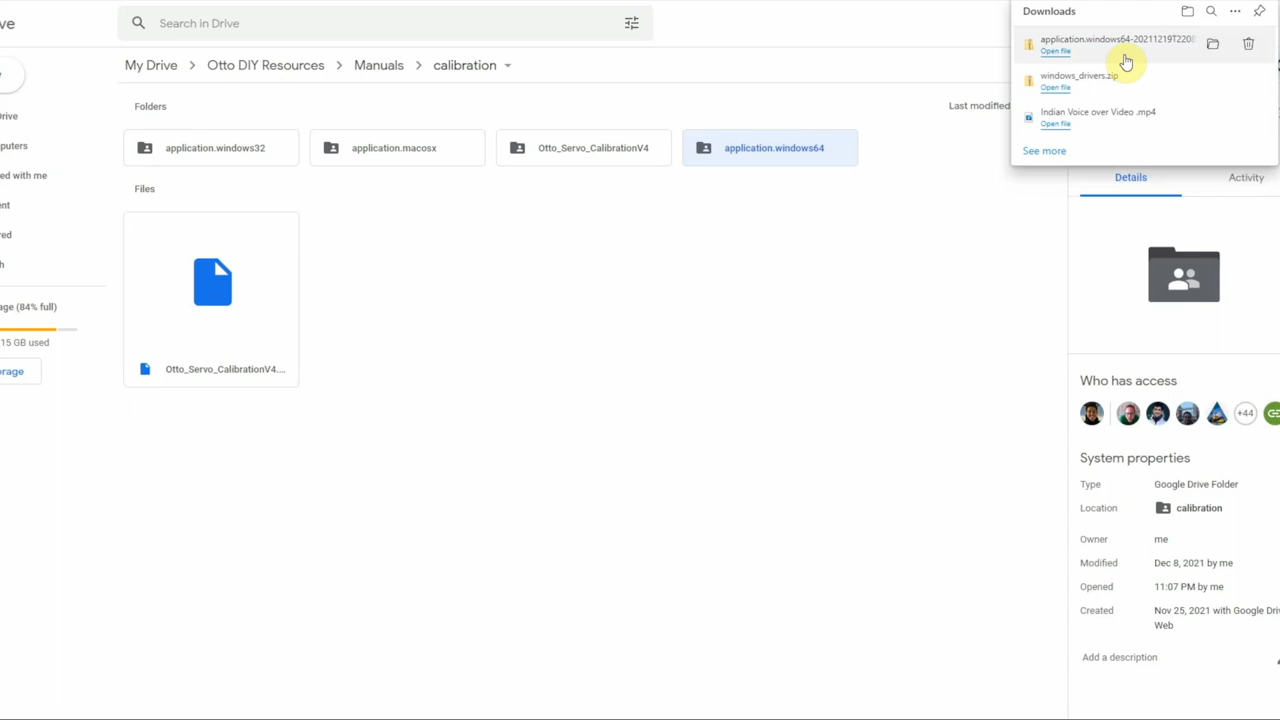 ve
Search in Drive
Downloads
application.windows64-20211219T220
Open file
windows_drivers.zip
Open file
Indian Voice over Video .mp4
Open file
See more
My Drive
Otto DIY Resources
Manuals
calibration
Folders
Last modified
Drive
puters
ed with me
ent
red
h
age (84% full)
15 GB used
orage
application.windows32
application.macosx
Otto_Servo_CalibrationV4
application.windows64
Files
Otto_Servo_CalibrationV4....
Details
Activity
Who has access
+44
System properties
Type
Google Drive Folder
Location
calibration
Owner
me
Modified
Dec 8, 2021 by me
Opened
11:07 PM by me
Created
Nov 25, 2021 with Google Dri
Web
Add a description